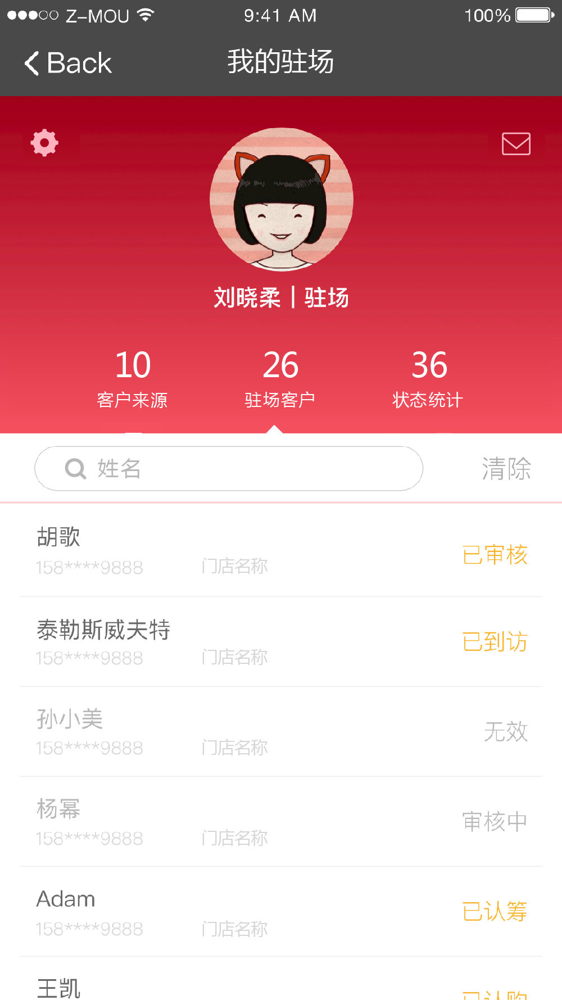 Z-MOU 9:41 AM 100%
Back 我的驻场
刘晓柔 | 驻场
10 26 36
客户来源 驻场客户 状态统计
姓名 清除
胡歌
已审核
158****9888 门店名称
泰勒斯威夫特
已到访
158****9888 门店名称
孙小美
无效
158****9888 门店名称
杨幂
审核中
158****9888 门店名称
Adam
已认筹
158****9888 门店名称
王凯
已认购